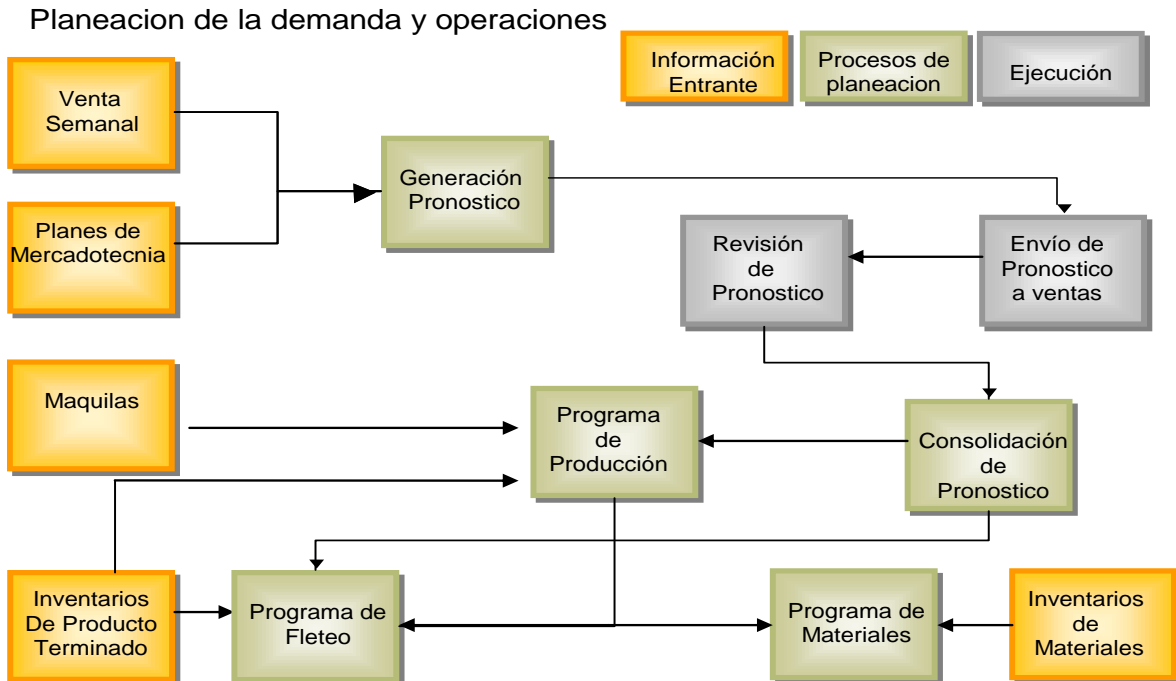 Planeacion de la demanda y operaciones
Información
Entrante
Procesos de
planeacion
Ejecución
Venta
Semanal
Generación
Pronostico
Planes de
Mercadotecnia
Revisión
de
Pronostico
Envío de
Pronostico
a ventas
Maquilas
Programa
de
Producción
Consolidación
de
Pronostico
Inventarios
De Producto
Terminado
Programa de
Fleteo
Programa de
Materiales
Inventarios
de
Materiales